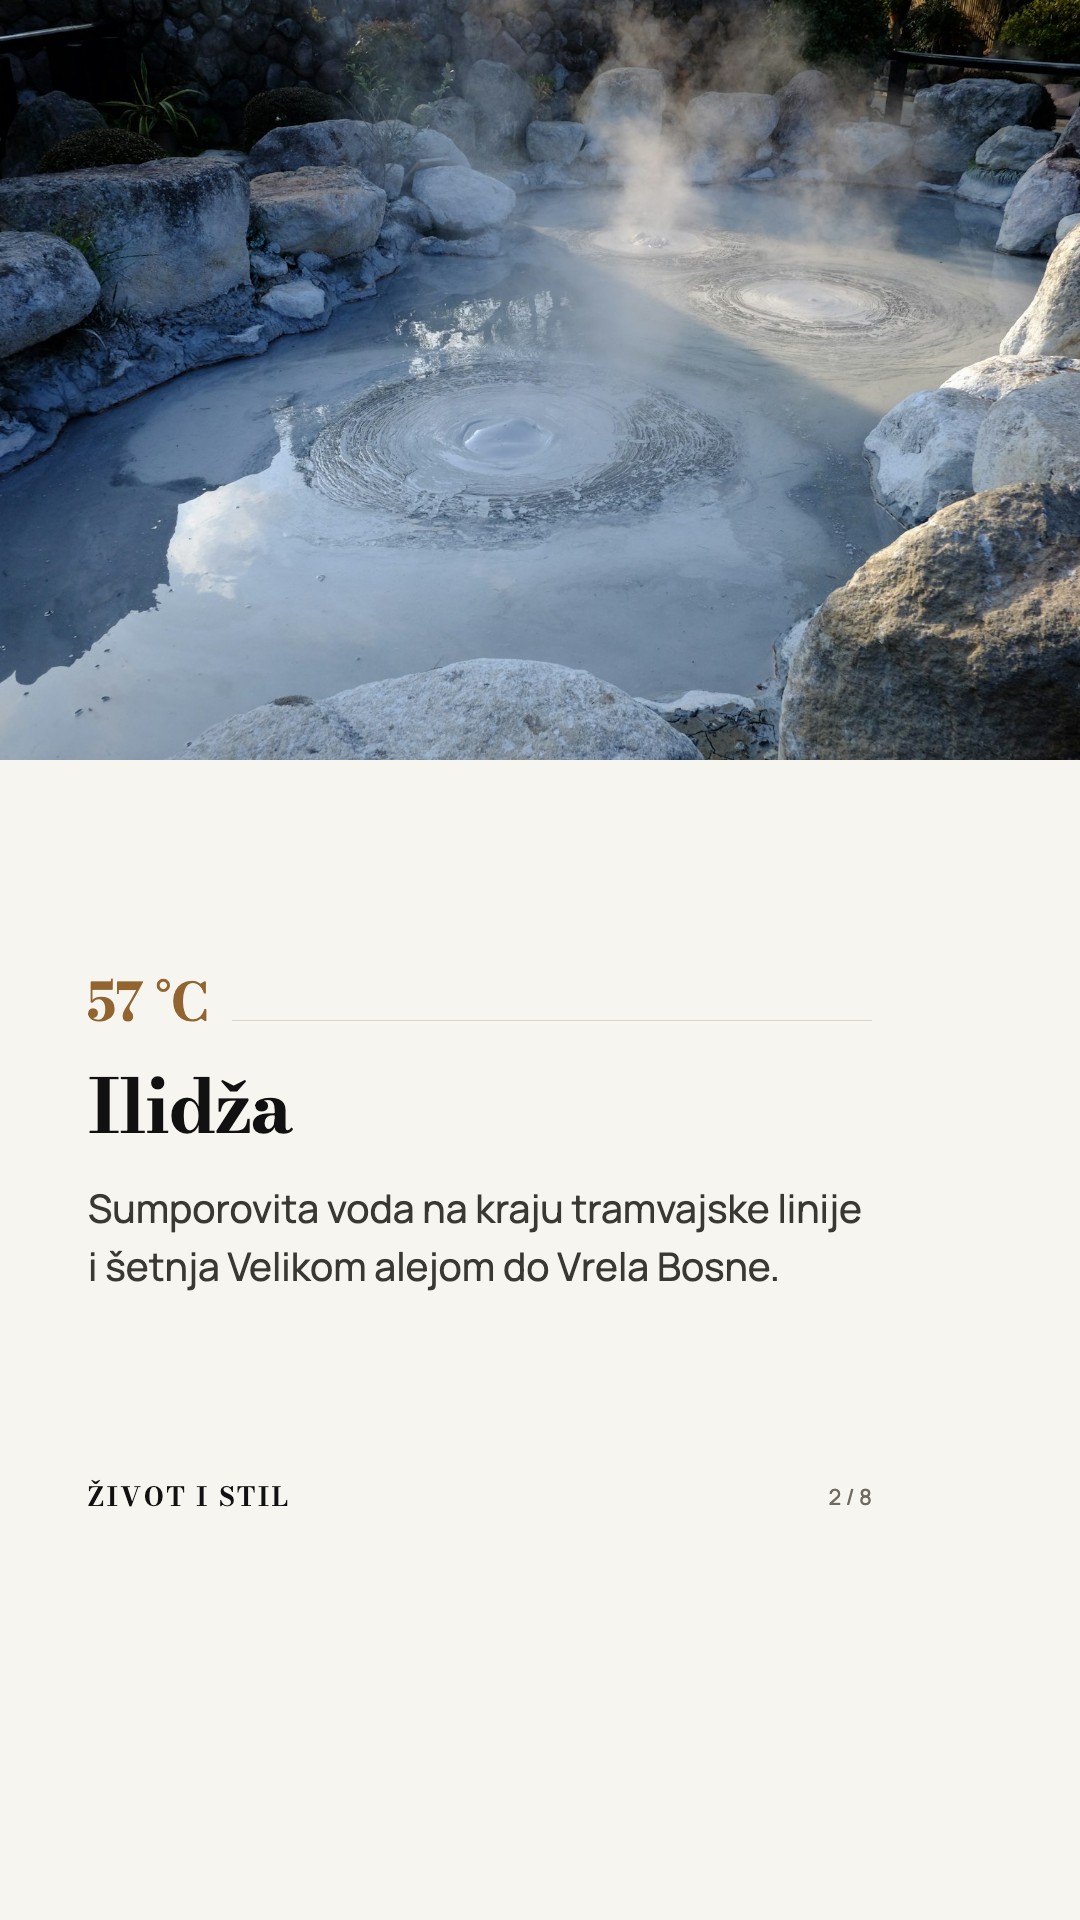 57 °C
Ilidža
Sumporovita voda na kraju tramvajske linije
i šetnja Velikom alejom do Vrela Bosne.
ŽIVOT I STIL
2 / 8